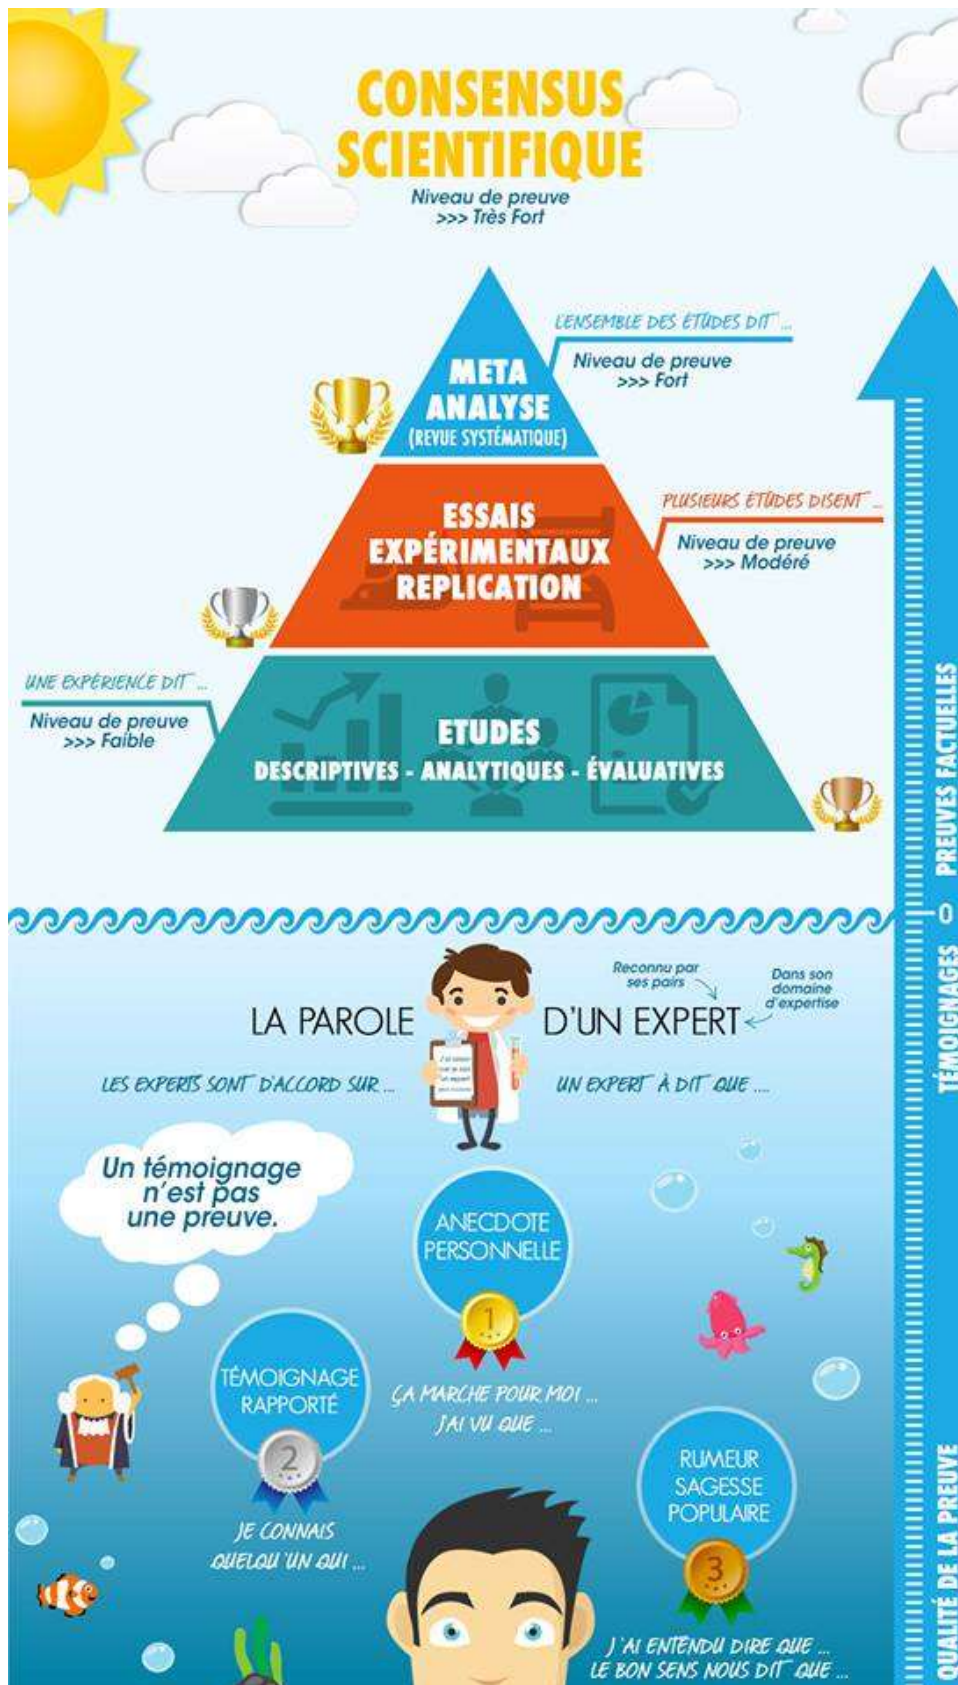 CONSENSUS
SCIENTIFIQUE
Niveau de preuve
>>> Très Fort
L'ENSEMBLE DES ÉTUDES DIT ...
Niveau de preuve
>>> Fort
META
ANALYSE
(REVUE SYSTÉMATIQUE)
PLUSIEURS ÉTUDES DISENT ...
Niveau de preuve
>>> Modéré
ESSAIS
EXPÉRIMENTAUX
REPLICATION
UNE EXPÉRIENCE DIT ...
Niveau de preuve
>>> Faible
ETUDES
DESCRIPTIVES - ANALYTIQUES - ÉVALUATIVES
PREUVES FACTUELLES
0
TÉMOIGNAGES
QUALITÉ DE LA PREUVE
Reconnu par
ses pairs
Dans son
domaine
d'expertise
LA PAROLE D'UN EXPERT
LES EXPERTS SONT D'ACCORD SUR ...
UN EXPERT À DIT QUE ....
Un témoignage
n'est pas
une preuve.
ANECDOTE
PERSONNELLE
1
ÇA MARCHE POUR MOI ...
J'AI VU QUE ...
TÉMOIGNAGE
RAPPORTÉ
2
JE CONNAIS
QUELQU'UN QUI ...
RUMEUR
SAGESSE
POPULAIRE
3
J'AI ENTENDU DIRE QUE ...
LE BON SENS NOUS DIT QUE ...